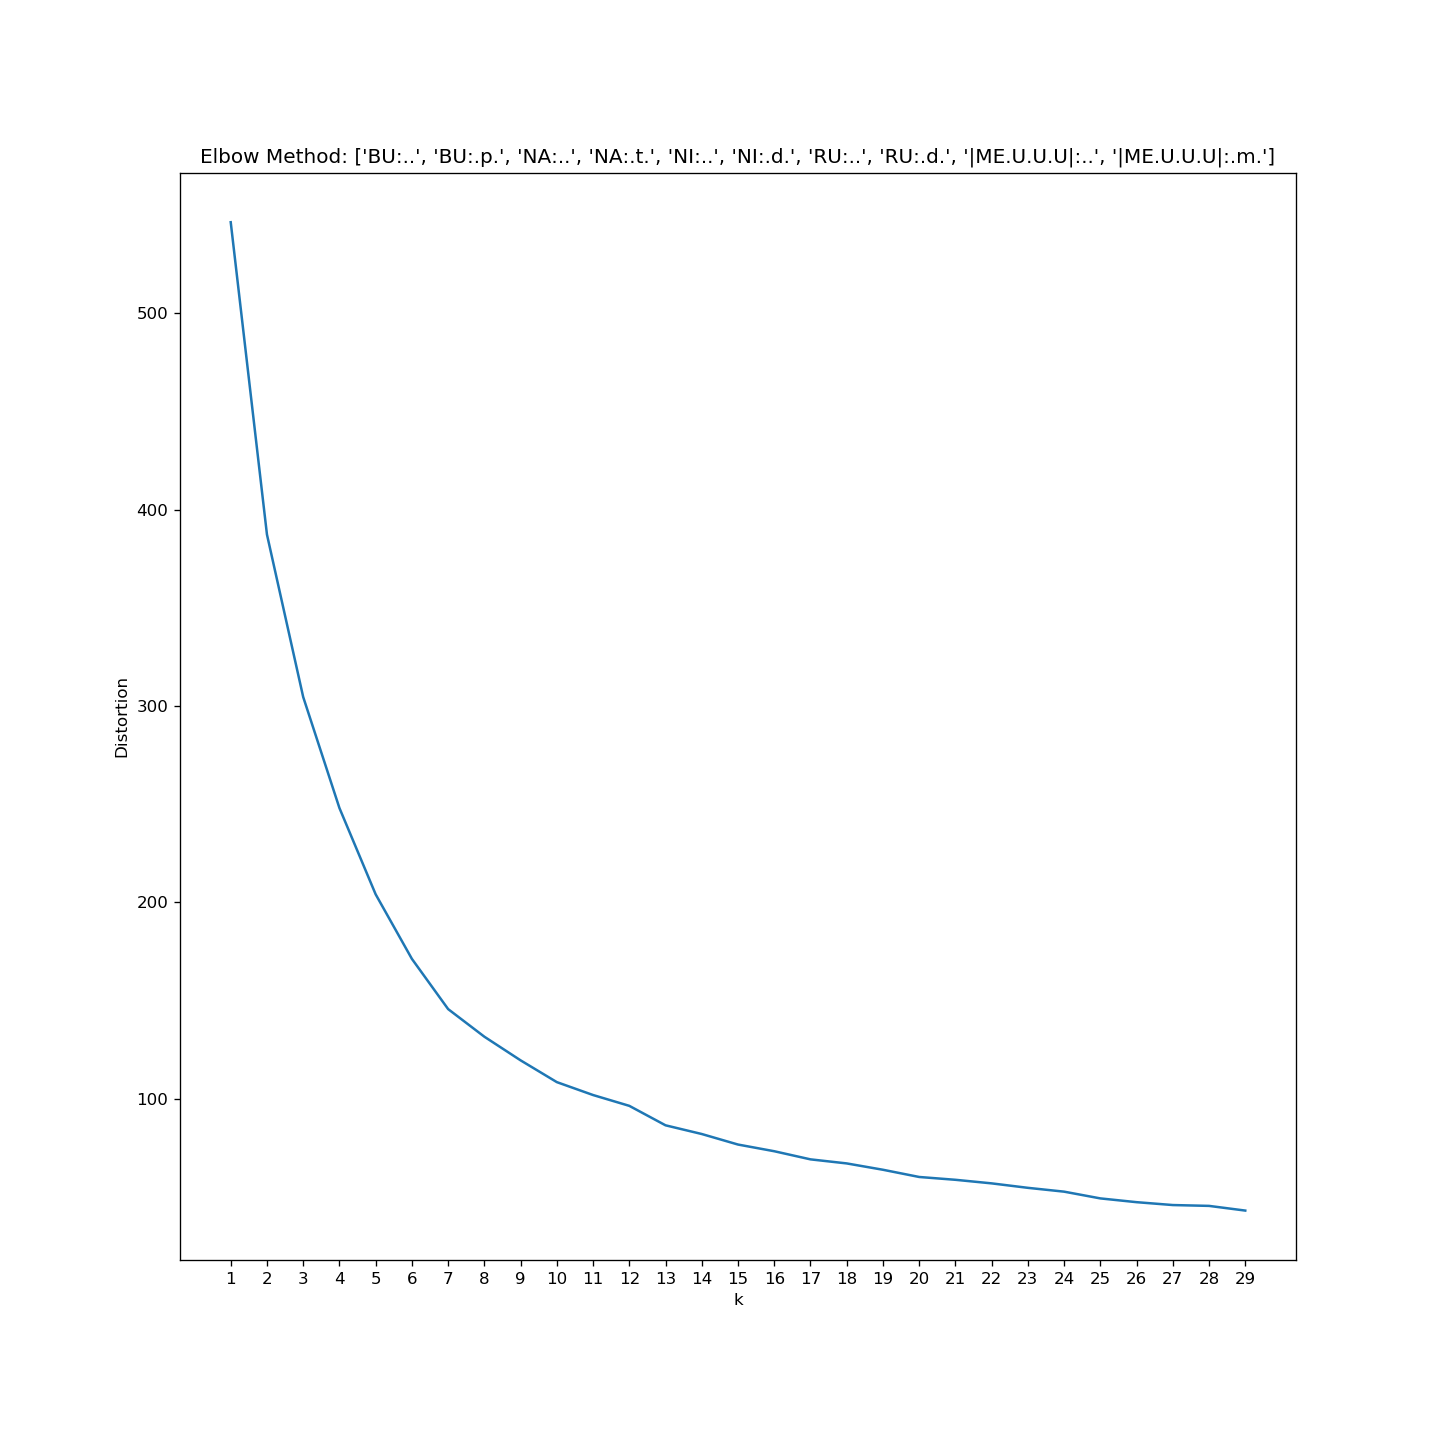 Elbow Method: ['BU:..', 'BU:.p.', 'NA:..', 'NA:.t.', 'NI:..', 'NI:.d.', 'RU:..', 'RU:.d.', '|ME.U.U.U|:..', '|ME.U.U.U|:.m.']
500
400
300
200
100
Distortion
1 2 3 4 5 6 7 8 9 10 11 12 13 14 15 16 17 18 19 20 21 22 23 24 25 26 27 28 29
k